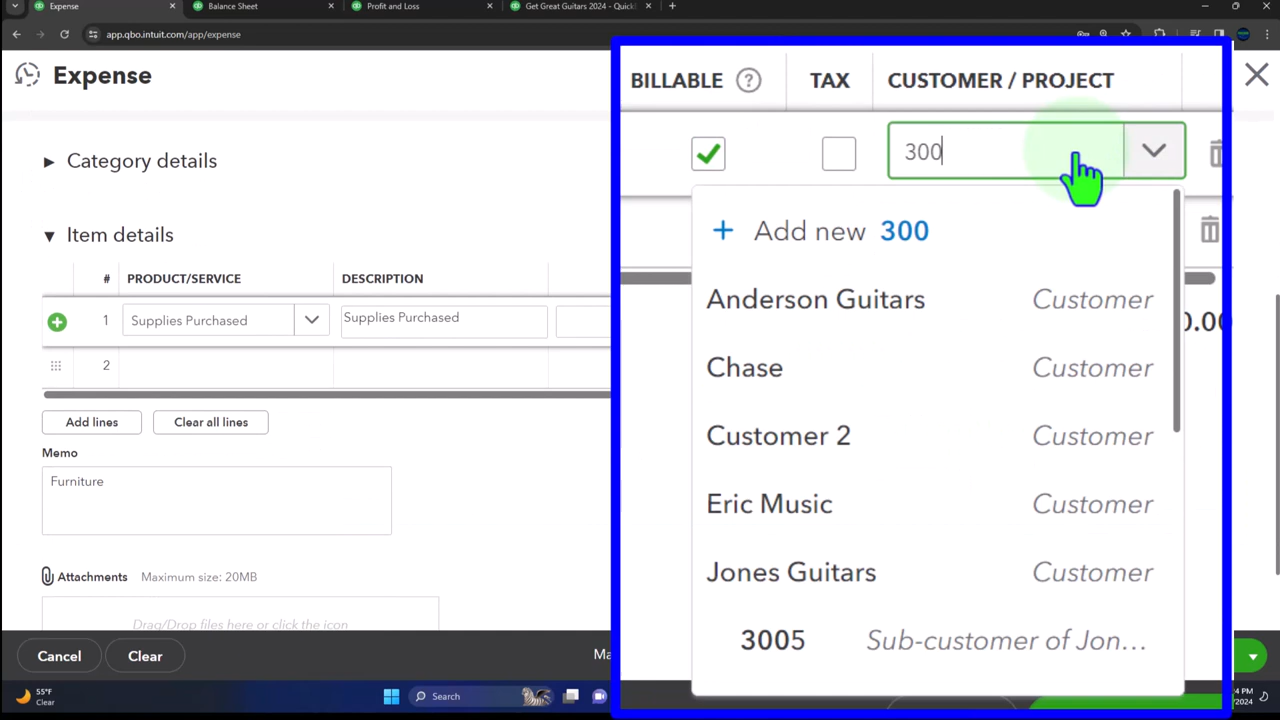 Expense
Balance Sheet
Profit and Loss
Get Great Guitars 2024 - Quick
app.qbo.intuit.com/app/expense
Expense
Category details
Item details
# PRODUCT/SERVICE DESCRIPTION
1 Supplies Purchased Supplies Purchased
2
Add lines Clear all lines
Memo
Furniture
Attachments Maximum size: 20MB
Drag/Drop files here or click the icon
Cancel Clear
BILLABLE ? TAX CUSTOMER / PROJECT
300
+ Add new 300
Anderson Guitars Customer
Chase Customer
Customer 2 Customer
Eric Music Customer
Jones Guitars Customer
3005 Sub-customer of Jon...
55°F
Clear
Search